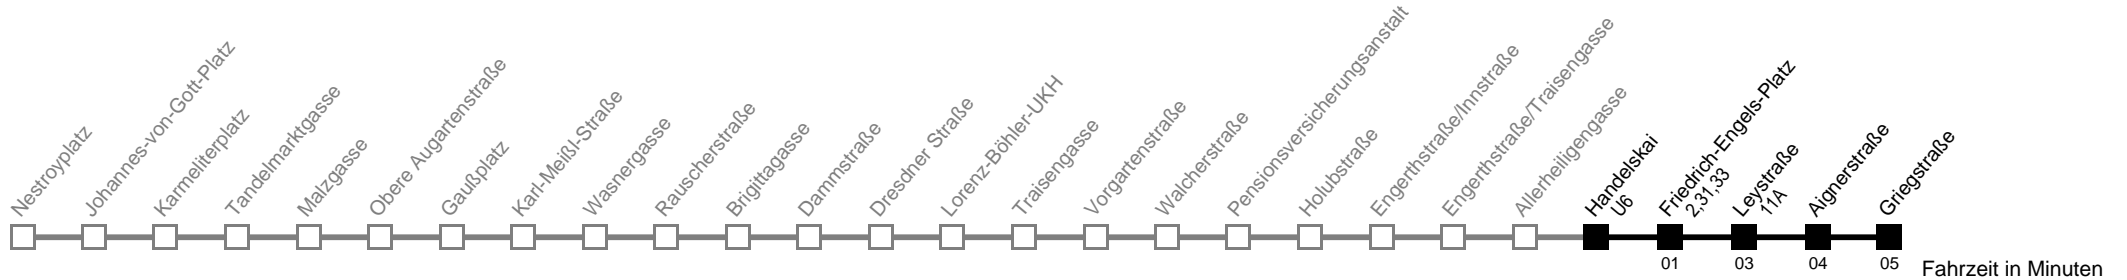 Nestroyplatz
Johannes-von-Gott-Platz
Karmeliterplatz
Tandelmarktgasse
Malzgasse
Obere Augartenstraße
Gaußplatz
Karl-Meißl-Straße
Wasnergasse
Rauscherstraße
Brigittagasse
Dammstraße
Dresdner Straße
Lorenz-Böhler-UKH
Traisengasse
Vorgartenstraße
Walcherstraße
Pensionsversicherungsanstalt
Holubstraße
Engerthstraße/Innstraße
Engerthstraße/Traisengasse
Allerheiligengasse
Handelskai
U6
Friedrich-Engels-Platz
2,31,33
Leystraße
11A
Aignerstraße
Griegstraße
01 03 04 05 Fahrzeit in Minuten